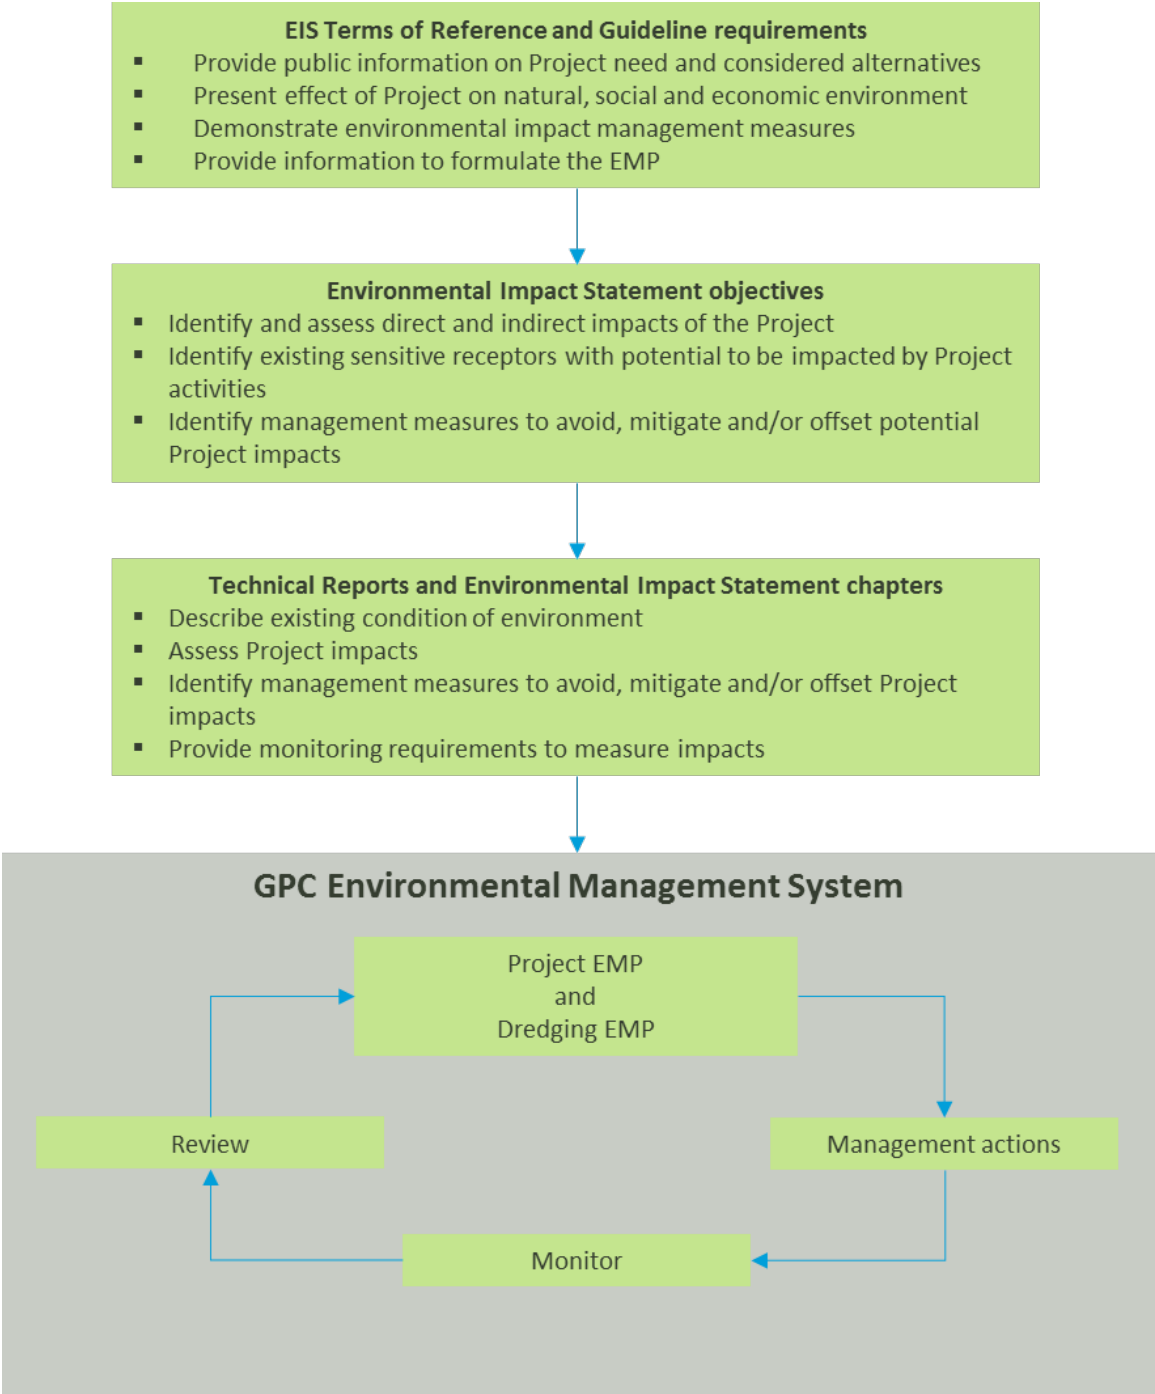 EIS Terms of Reference and Guideline requirements
▪ Provide public information on Project need and considered alternatives
▪ Present effect of Project on natural, social and economic environment
▪ Demonstrate environmental impact management measures
▪ Provide information to formulate the EMP
Environmental Impact Statement objectives
▪ Identify and assess direct and indirect impacts of the Project
▪ Identify existing sensitive receptors with potential to be impacted by Project
activities
▪ Identify management measures to avoid, mitigate and/or offset potential
Project impacts
Technical Reports and Environmental Impact Statement chapters
▪ Describe existing condition of environment
▪ Assess Project impacts
▪ Identify management measures to avoid, mitigate and/or offset Project
impacts
▪ Provide monitoring requirements to measure impacts
GPC Environmental Management System
Project EMP
and
Dredging EMP
Review
Management actions
Monitor